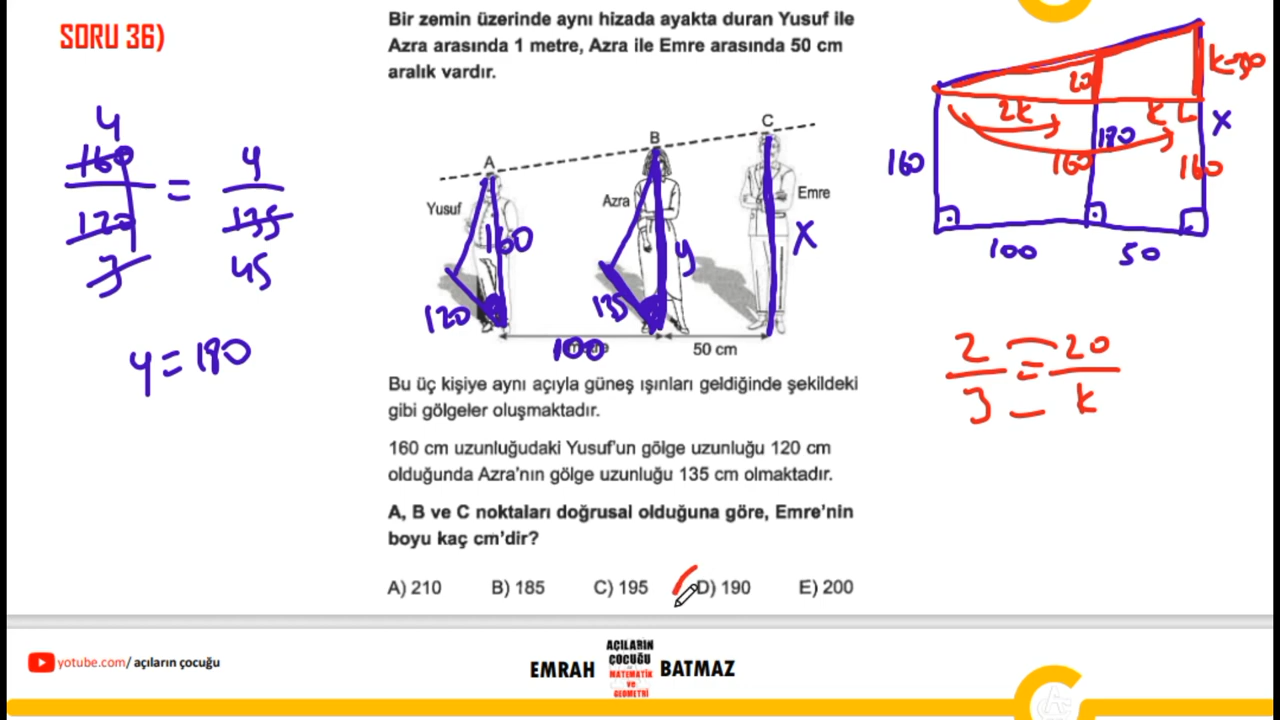 SORU 36)
Bir zemin üzerinde aynı hizada ayakta duran Yusuf ile
Azra arasında 1 metre, Azra ile Emre arasında 50 cm
aralık vardır.
4
160
120
3
=
y
135
45
y = 180
A
B
C
Yusuf
Azra
Emre
160
120
135
y
X
100
50 cm
160
20
k=30
2k
k
180
160
X
160
100
50
2
3
=
20
k
Bu üç kişiye aynı açıyla güneş ışınları geldiğinde şekildeki
gibi gölgeler oluşmaktadır.
160 cm uzunluğudaki Yusuf'un gölge uzunluğu 120 cm
olduğunda Azra'nın gölge uzunluğu 135 cm olmaktadır.
A, B ve C noktaları doğrusal olduğuna göre, Emre'nin
boyu kaç cm'dir?
A) 210 B) 185 C) 195 D) 190 E) 200
yotube.com/ açıların çocuğu
EMRAH
AÇILARIN
ÇOCUĞU
MATEMATİK
ve
GEOMETRİ
BATMAZ